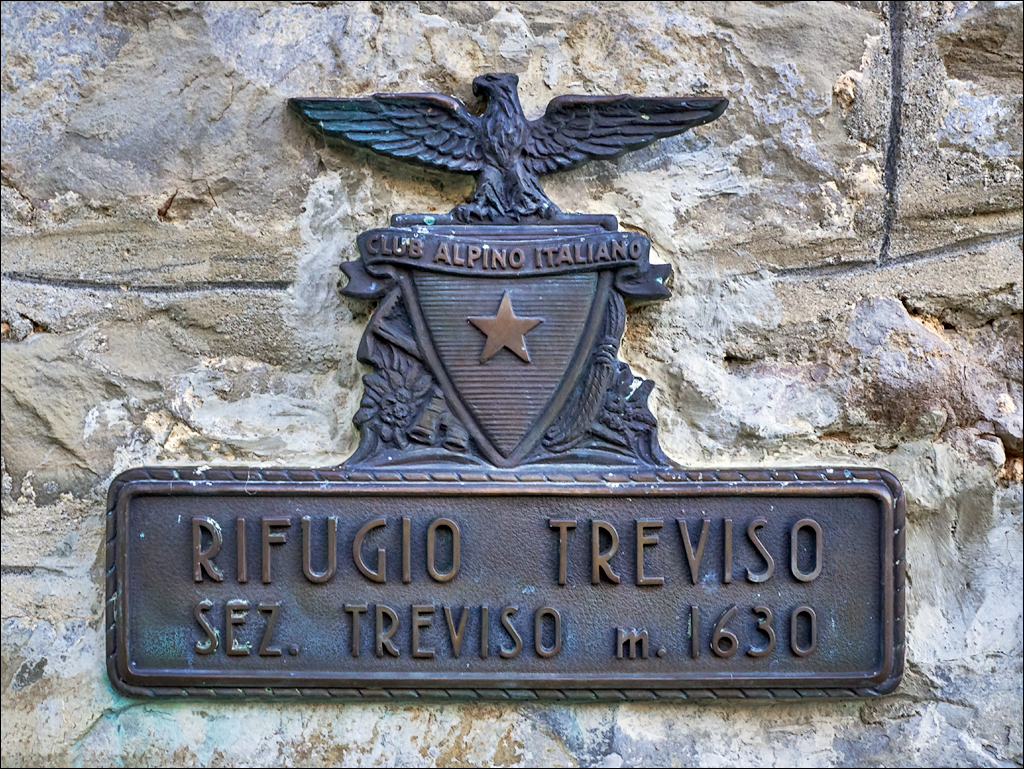 CLUB ALPINO ITALIANO
RIFUGIO TREVISO
SEZ. TREVISO m. 1630